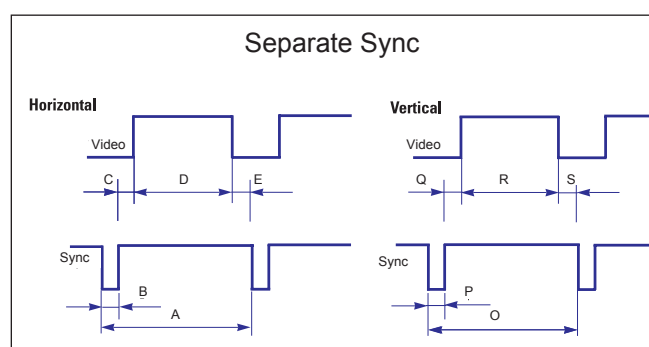 Separate Sync
Horizontal
Video
C D E
Sync
B
A
Vertical
Video
Q R S
Sync
P
O